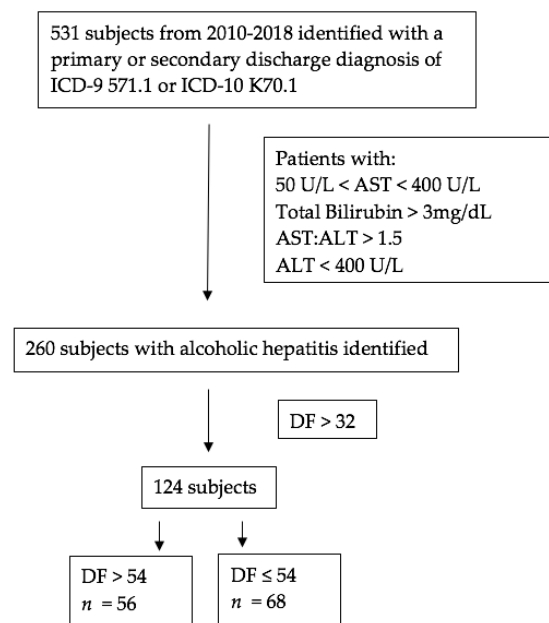 531 subjects from 2010-2018 identified with a
primary or secondary discharge diagnosis of
ICD-9 571.1 or ICD-10 K70.1
Patients with:
50 U/L < AST < 400 U/L
Total Bilirubin > 3mg/dL
AST:ALT > 1.5
ALT < 400 U/L
260 subjects with alcoholic hepatitis identified
DF > 32
124 subjects
DF > 54
n = 56
DF ≤ 54
n = 68